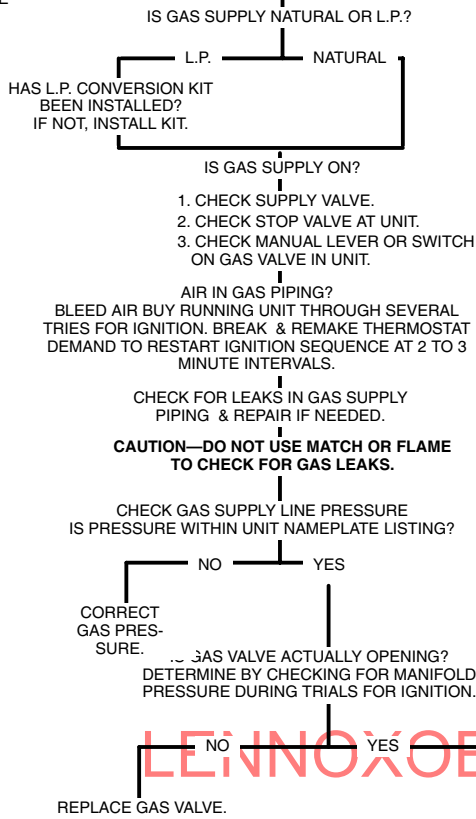 IS GAS SUPPLY NATURAL OR L.P.?
L.P. NATURAL
HAS L.P. CONVERSION KIT
BEEN INSTALLED?
IF NOT, INSTALL KIT.
IS GAS SUPPLY ON?
1. CHECK SUPPLY VALVE.
2. CHECK STOP VALVE AT UNIT.
3. CHECK MANUAL LEVER OR SWITCH
ON GAS VALVE IN UNIT.
AIR IN GAS PIPING?
BLEED AIR BUY RUNNING UNIT THROUGH SEVERAL
TRIES FOR IGNITION. BREAK & REMAKE THERMOSTAT
DEMAND TO RESTART IGNITION SEQUENCE AT 2 TO 3
MINUTE INTERVALS.
CHECK FOR LEAKS IN GAS SUPPLY
PIPING & REPAIR IF NEEDED.
CAUTION—DO NOT USE MATCH OR FLAME
TO CHECK FOR GAS LEAKS.
CHECK GAS SUPPLY LINE PRESSURE
IS PRESSURE WITHIN UNIT NAMEPLATE LISTING?
NO YES
CORRECT
GAS PRES-
SURE.
IS GAS VALVE ACTUALLY OPENING?
DETERMINE BY CHECKING FOR MANIFOLD
PRESSURE DURING TRIALS FOR IGNITION.
NO YES
LENNOXOE
REPLACE GAS VALVE.